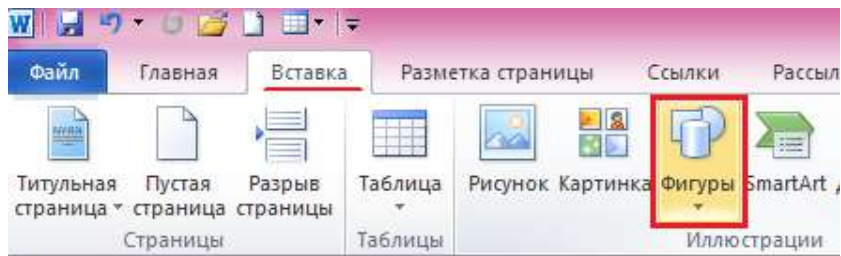 W
Файл Главная Вставка Разметка страницы Ссылки Рассыл
Титульная Пустая Разрыв Таблица Рисунок Картинка Фигуры SmartArt
страница страница страницы
Страницы Таблицы Иллюстрации